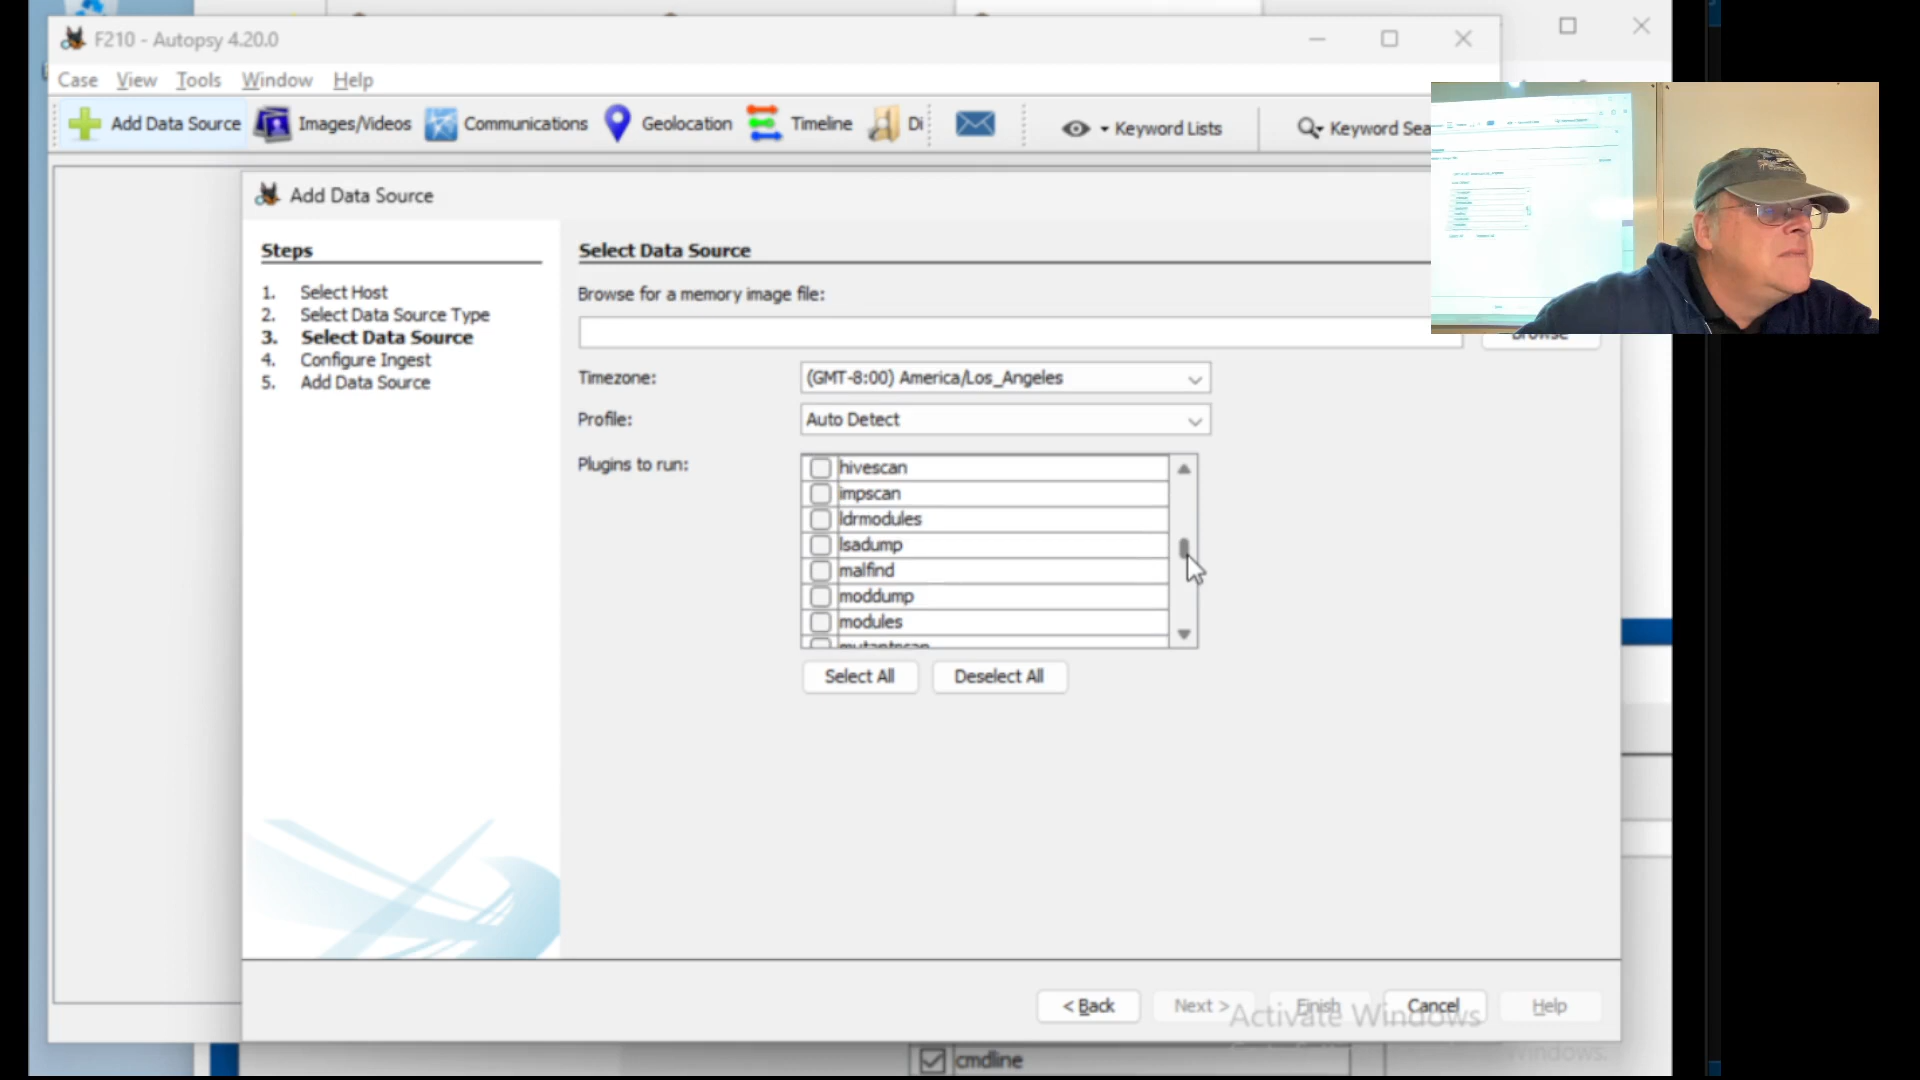 F210 - Autopsy 4.20.0
Case View Tools Window Help
Add Data Source Images/Videos Communications Geolocation Timeline Di Keyword Lists Keyword Sea
Add Data Source
Steps
1. Select Host
2. Select Data Source Type
3. Select Data Source
4. Configure Ingest
5. Add Data Source
Select Data Source
Browse for a memory image file:
Browse
Timezone: (GMT-8:00) America/Los_Angeles
Profile: Auto Detect
Plugins to run:
hivescan
impscan
ldrmodules
lsadump
malfind
moddump
modules
mutantscan
Select All Deselect All
< Back Next > Finish Cancel Help
Activate Windows
Windows.
cmdline